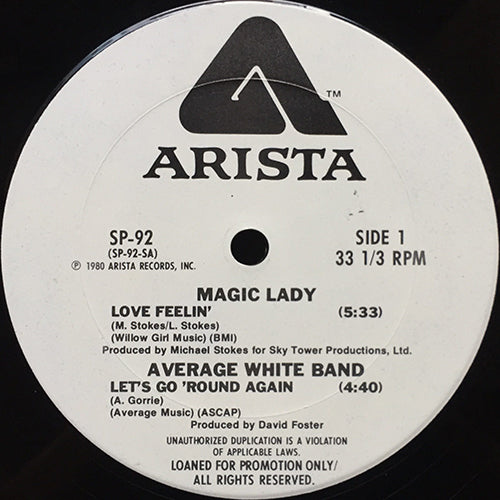 TM
ARISTA
SP-92
(SP-92-SA)
℗ 1980 ARISTA RECORDS, INC.
SIDE 1
33 1/3 RPM
MAGIC LADY
LOVE FEELIN' (5:33)
(M. Stokes/L. Stokes)
(Willow Girl Music) (BMI)
Produced by Michael Stokes for Sky Tower Productions, Ltd.
AVERAGE WHITE BAND
LET'S GO 'ROUND AGAIN (4:40)
(A. Gorrie)
(Average Music) (ASCAP)
Produced by David Foster
UNAUTHORIZED DUPLICATION IS A VIOLATION
OF APPLICABLE LAWS.
LOANED FOR PROMOTION ONLY/
ALL RIGHTS RESERVED